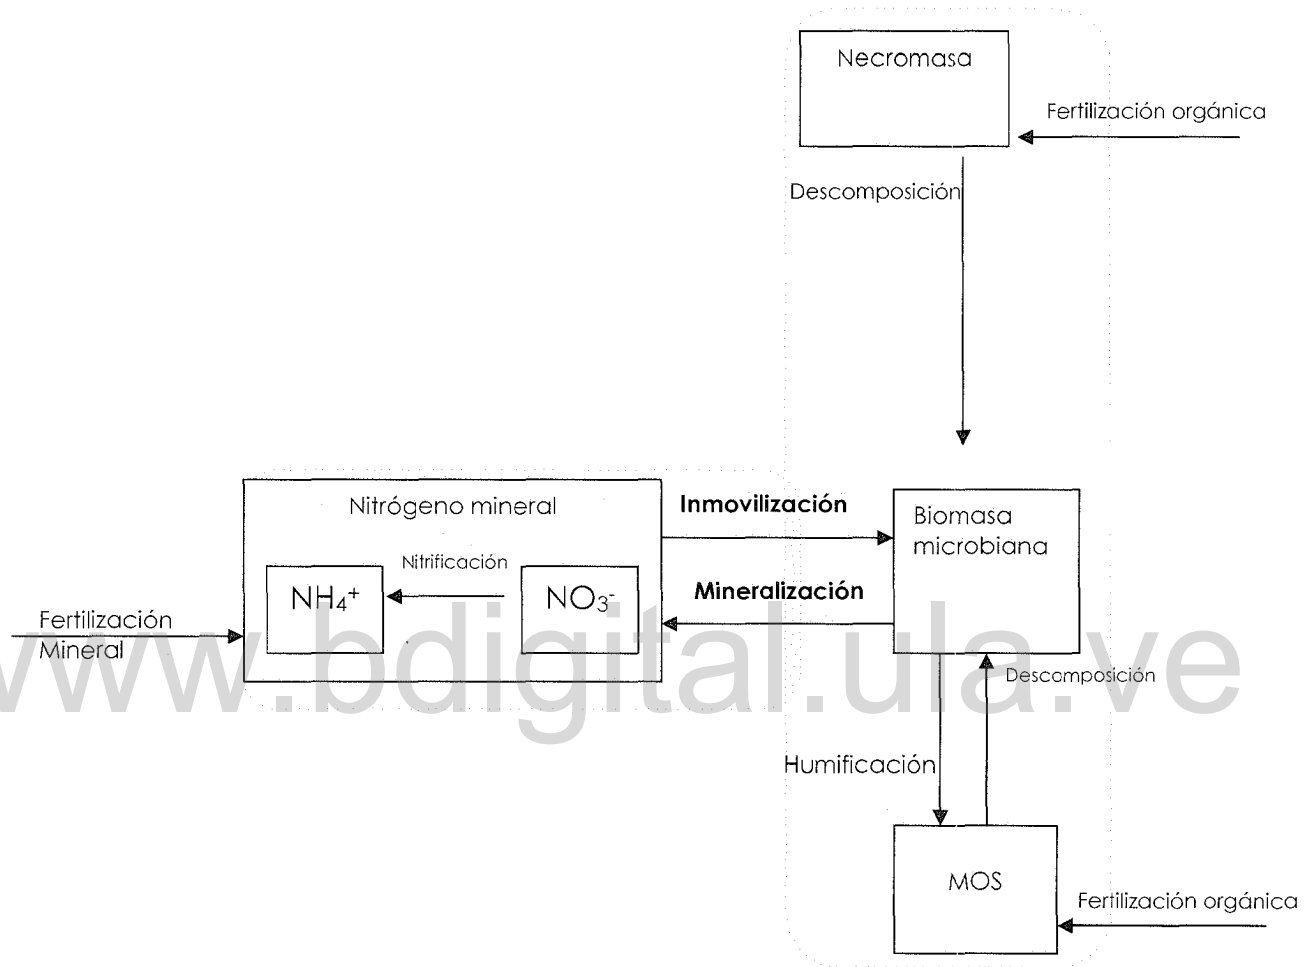 Necromasa
Fertilización orgánica
Descomposición
Inmovilización
Nitrógeno mineral
Biomasa
microbiana
Nitrificación
Mineralización
NH₄⁺
NO₃⁻
Fertilización
Mineral
www.bdigital.ula.ve
Descomposición
Humificación
MOS
Fertilización orgánica